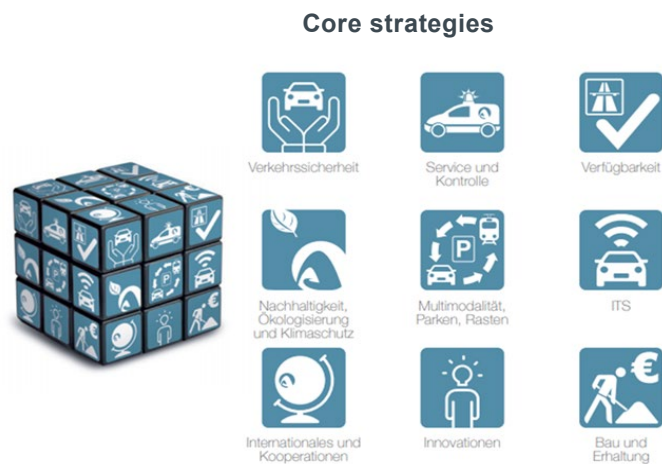 Core strategies
Verkehrssicherheit
Service und
Kontrolle
Verfügbarkeit
Nachhaltigkeit,
Ökologisierung
und Klimaschutz
Multimodalität,
Parken, Rasten
ITS
Internationales und
Kooperationen
Innovationen
Bau und
Erhaltung